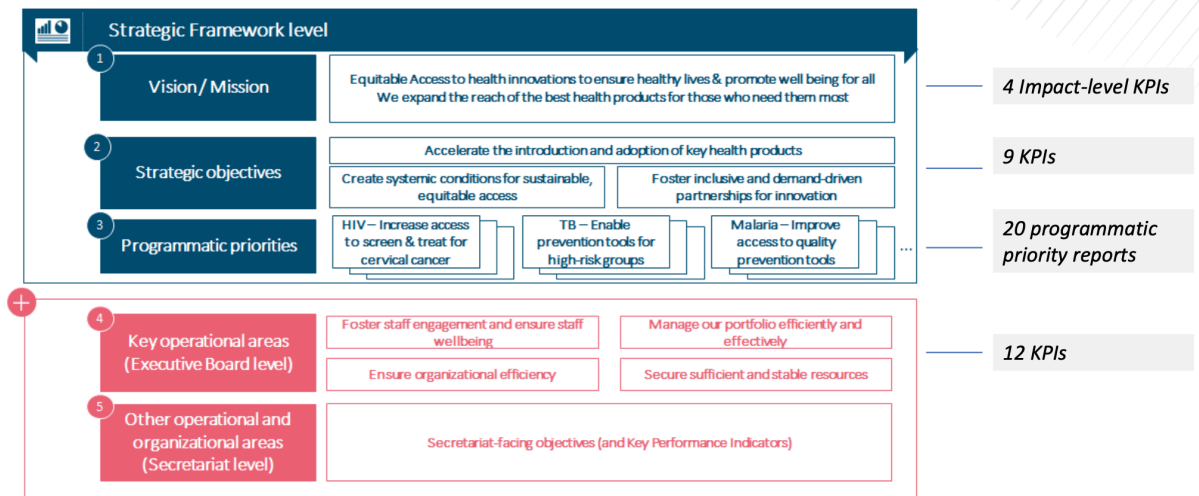 Strategic Framework level
1
Vision / Mission
Equitable Access to health innovations to ensure healthy lives & promote well being for all
We expand the reach of the best health products for those who need them most
4 Impact-level KPIs
2
Strategic objectives
Accelerate the introduction and adoption of key health products
Create systemic conditions for sustainable,
equitable access
Foster inclusive and demand-driven
partnerships for innovation
9 KPIs
3
Programmatic priorities
HIV – Increase access
to screen & treat for
cervical cancer
TB – Enable
prevention tools for
high-risk groups
Malaria – Improve
access to quality
prevention tools
...
20 programmatic
priority reports
+
4
Key operational areas
(Executive Board level)
Foster staff engagement and ensure staff
wellbeing
Manage our portfolio efficiently and
effectively
Ensure organizational efficiency
Secure sufficient and stable resources
12 KPIs
5
Other operational and
organizational areas
(Secretariat level)
Secretariat-facing objectives (and Key Performance Indicators)